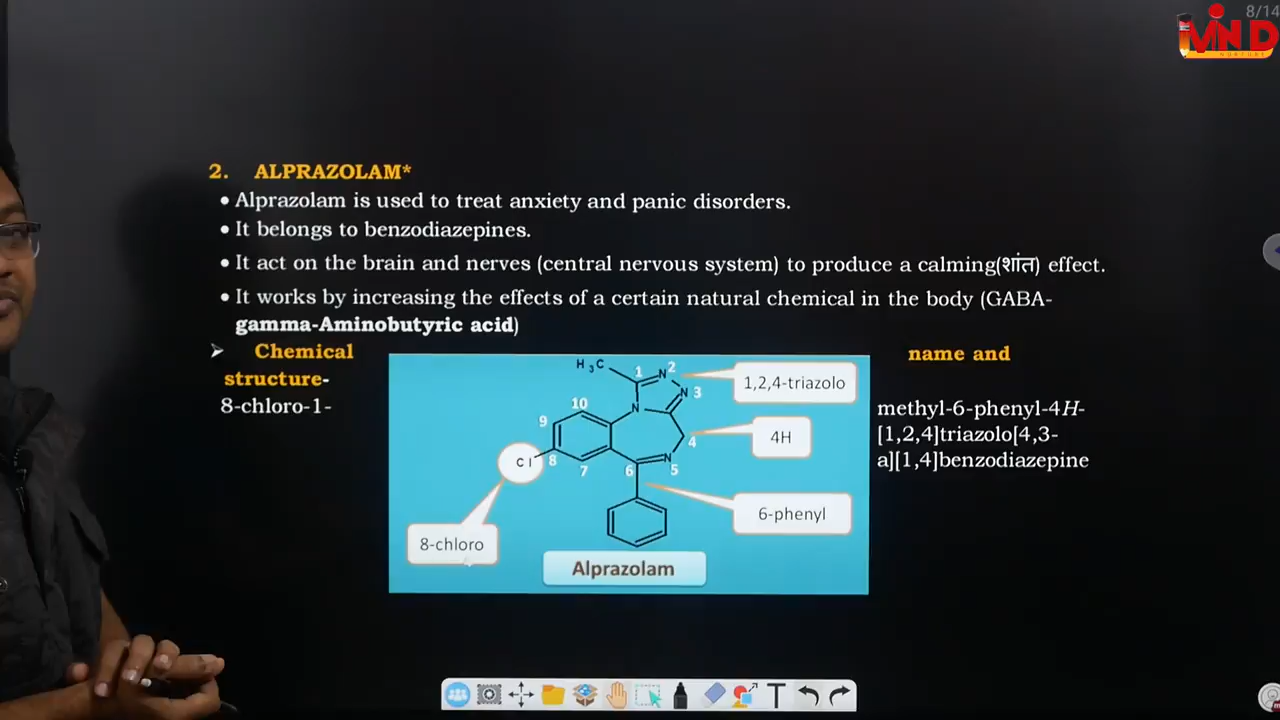 8/14
MIND
2. ALPRAZOLAM*
• Alprazolam is used to treat anxiety and panic disorders.
• It belongs to benzodiazepines.
• It act on the brain and nerves (central nervous system) to produce a calming(शांत) effect.
• It works by increasing the effects of a certain natural chemical in the body (GABA-
gamma-Aminobutyric acid)
➢ Chemical name and
structure-
8-chloro-1- methyl-6-phenyl-4H-
[1,2,4]triazolo[4,3-
a][1,4]benzodiazepine
H3C 1 N 2
1,2,4-triazolo
N 3
10 N
9 4
4H
Cl 8 N
7 6 5
6-phenyl
8-chloro
Alprazolam
T